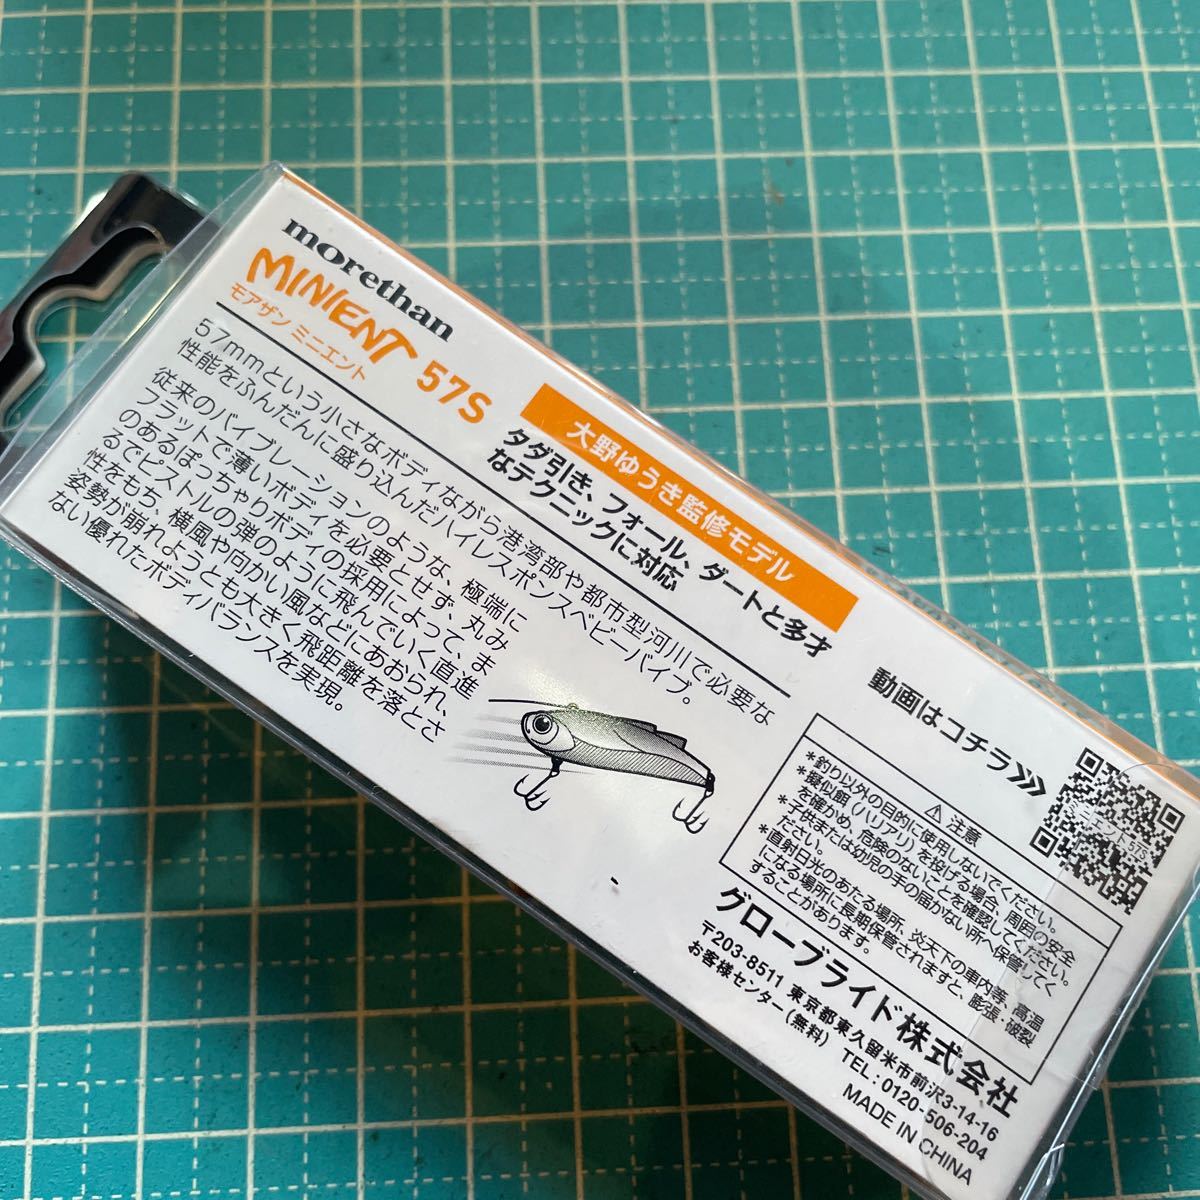 morethan
MINIENT 57S
モアザン ミニエント
大野ゆうき監修モデル
タダ引き、フォール、ダートと多才
なテクニックに対応
57mmという小さなボディながら港湾部や都市型河川で必要な
性能をふんだんに盛り込んだハイレスポンスベビーバイブ。
従来のバイブレーションのような、極端に
フラットで薄いボディを必要とせず、丸み
のあるぽっちゃりボディの採用によって、ま
るでピストルの弾のように飛んでいく直進
性をもち、横風や向かい風などにあおられ、
姿勢が崩れようとも大きく飛距離を落とさ
ない優れたボディバランスを実現。
動画はコチラ
ミニエント 57S
⚠ 注意
*釣り以外の目的に使用しないでください。
*擬似餌（ハリアリ）を投げる場合、周囲の安全
を確かめ、危険のないことを確認してください。
*子供または幼児の手の届かない所へ保管して
ください。
*直射日光のあたる場所、炎天下の車内等、高温
になる場所に長期保管されますと、膨張・破裂
することがあります。
グローブライド株式会社
〒203-8511 東京都東久留米市前沢3-14-16
お客様センター(無料) TEL：0120-506-204
MADE IN CHINA